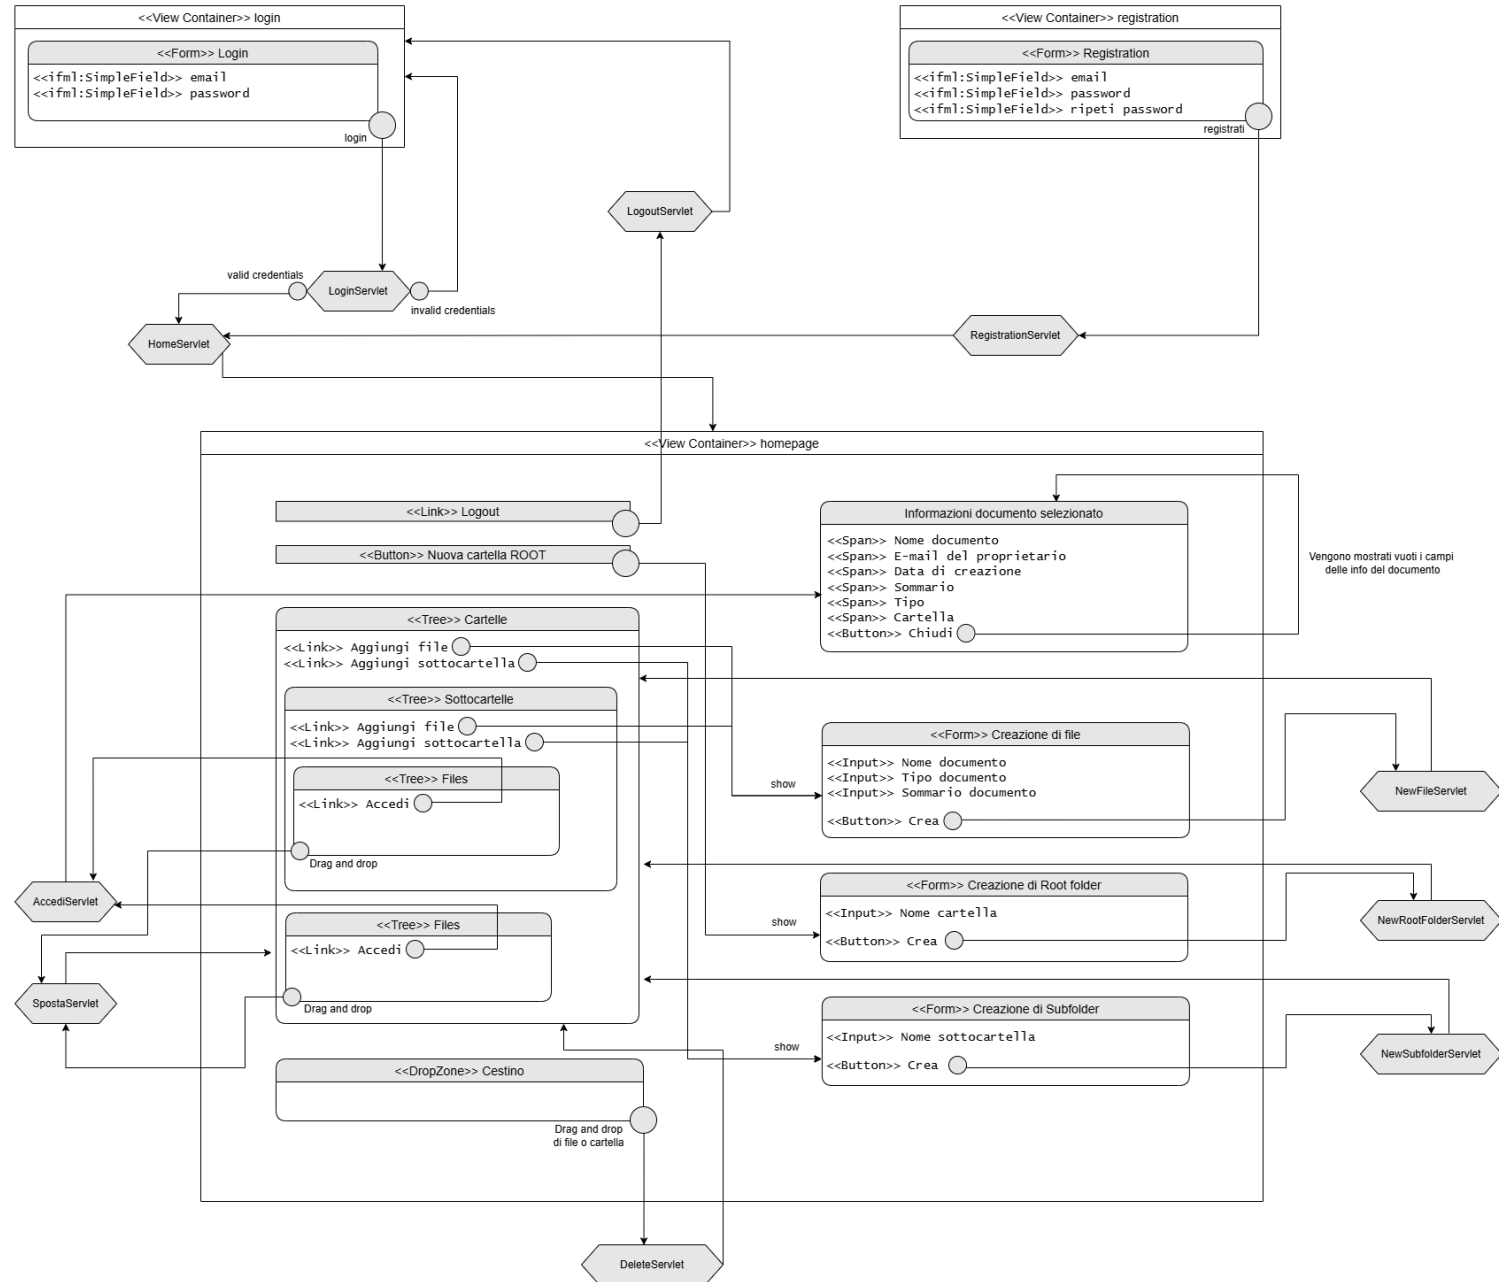 <<View Container>> login
<<Form>> Login
<<ifml:SimpleField>> email
<<ifml:SimpleField>> password
login
<<View Container>> registration
<<Form>> Registration
<<ifml:SimpleField>> email
<<ifml:SimpleField>> password
<<ifml:SimpleField>> ripeti password
registrati
LogoutServlet
valid credentials
LoginServlet
invalid credentials
HomeServlet
RegistrationServlet
<<View Container>> homepage
<<Link>> Logout
<<Button>> Nuova cartella ROOT
Informazioni documento selezionato
<<Span>> Nome documento
<<Span>> E-mail del proprietario
<<Span>> Data di creazione
<<Span>> Sommario
<<Span>> Tipo
<<Span>> Cartella
<<Button>> Chiudi
Vengono mostrati vuoti i campi
delle info del documento
<<Tree>> Cartelle
<<Link>> Aggiungi file
<<Link>> Aggiungi sottocartella
<<Tree>> Sottocartelle
<<Link>> Aggiungi file
<<Link>> Aggiungi sottocartella
<<Tree>> Files
<<Link>> Accedi
Drag and drop
show
<<Form>> Creazione di file
<<Input>> Nome documento
<<Input>> Tipo documento
<<Input>> Sommario documento
<<Button>> Crea
NewFileServlet
AccediServlet
<<Tree>> Files
<<Link>> Accedi
Drag and drop
show
<<Form>> Creazione di Root folder
<<Input>> Nome cartella
<<Button>> Crea
NewRootFolderServlet
SpostaServlet
show
<<Form>> Creazione di Subfolder
<<Input>> Nome sottocartella
<<Button>> Crea
NewSubfolderServlet
<<DropZone>> Cestino
Drag and drop
di file o cartella
DeleteServlet